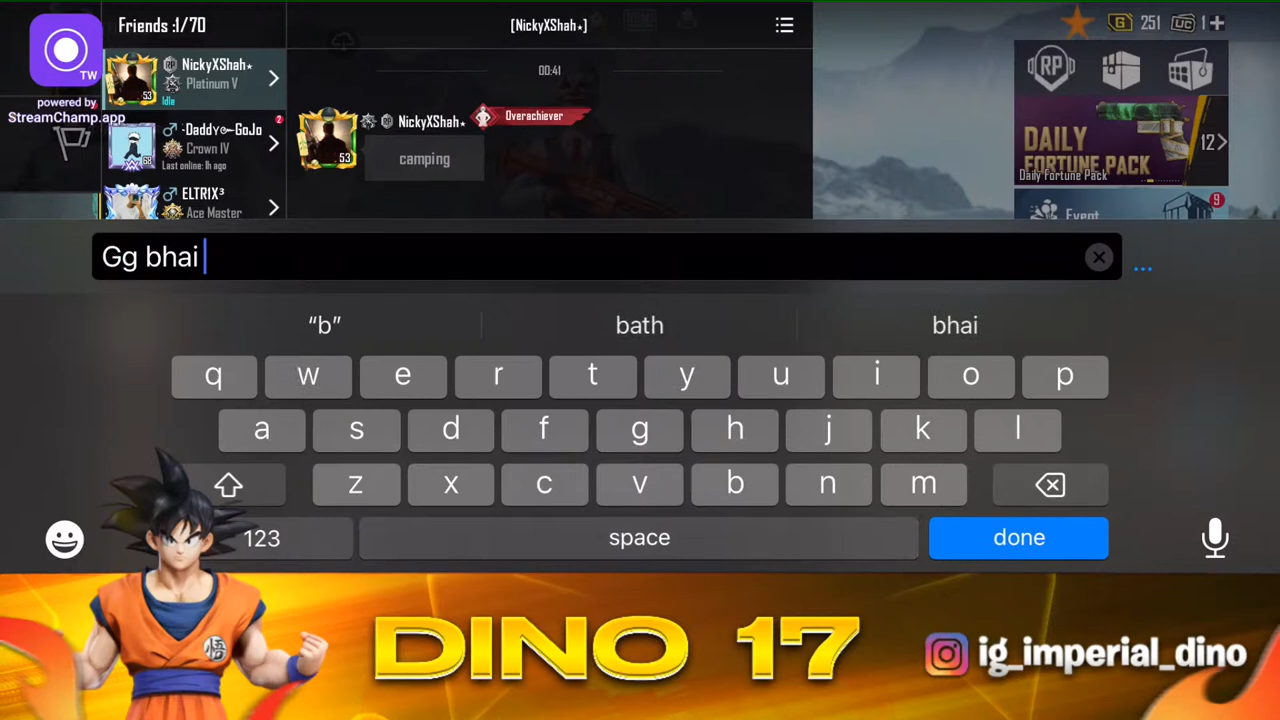 Friends :1/70
[NickyXShah⋆]
251
1+
TW
powered by
StreamChamp.app
NickyXShah⋆
Platinum V
Idle
53
2
-Daddy⟜GoJo
Crown IV
Last online: 1h ago
68
ELTRIX³
Ace Master
00:41
NickyXShah⋆
Overachiever
53
camping
RP
DAILY
FORTUNE PACK
Daily Fortune Pack
12
Event
9
Gg bhai
...
“b”
bath
bhai
q w e r t y u i o p
a s d f g h j k l
z x c v b n m
123
space
done
DINO 17
ig_imperial_dino